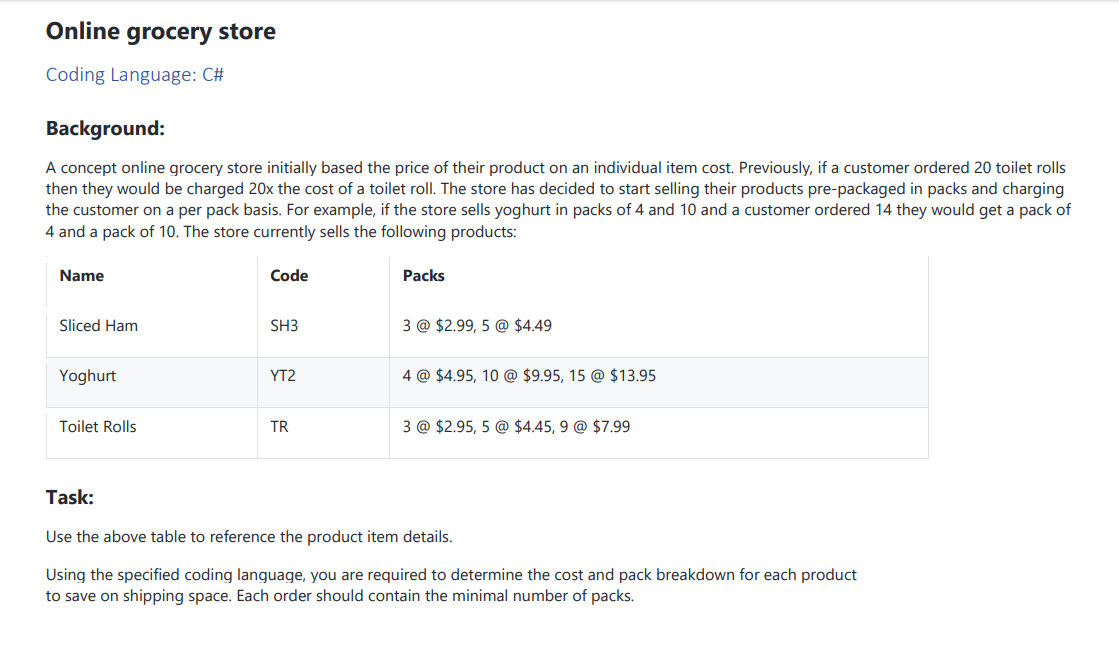 Online grocery store
Coding Language: C#
Background:
A concept online grocery store initially based the price of their product on an individual item cost. Previously, if a customer ordered 20 toilet rolls
then they would be charged 20x the cost of a toilet roll. The store has decided to start selling their products pre-packaged in packs and charging
the customer on a per pack basis. For example, if the store sells yoghurt in packs of 4 and 10 and a customer ordered 14 they would get a pack of
4 and a pack of 10. The store currently sells the following products:
Name Code Packs
Sliced Ham SH3 3 @ $2.99, 5 @ $4.49
Yoghurt YT2 4 @ $4.95, 10 @ $9.95, 15 @ $13.95
Toilet Rolls TR 3 @ $2.95, 5 @ $4.45, 9 @ $7.99
Task:
Use the above table to reference the product item details.
Using the specified coding language, you are required to determine the cost and pack breakdown for each product
to save on shipping space. Each order should contain the minimal number of packs.